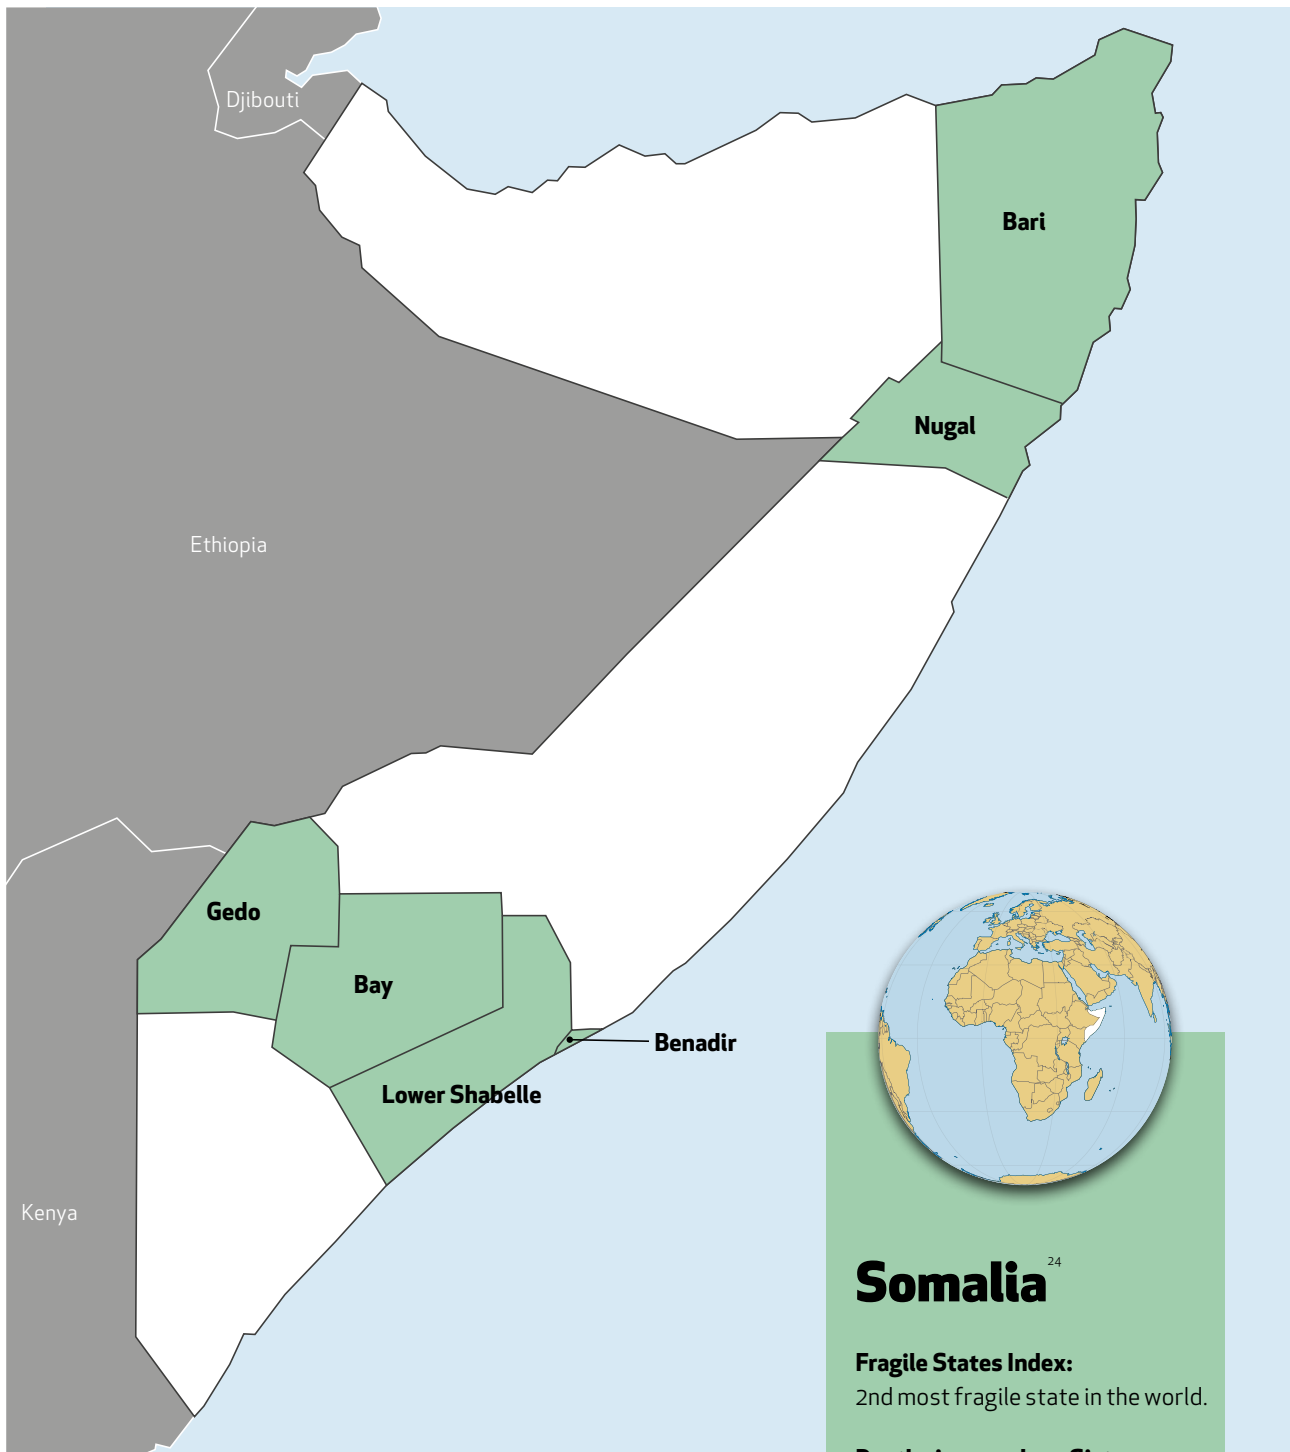 Djibouti
Bari
Nugal
Ethiopia
Gedo
Bay
Benadir
Lower Shabelle
Kenya
Somalia 24
Fragile States Index:
2nd most fragile state in the world.